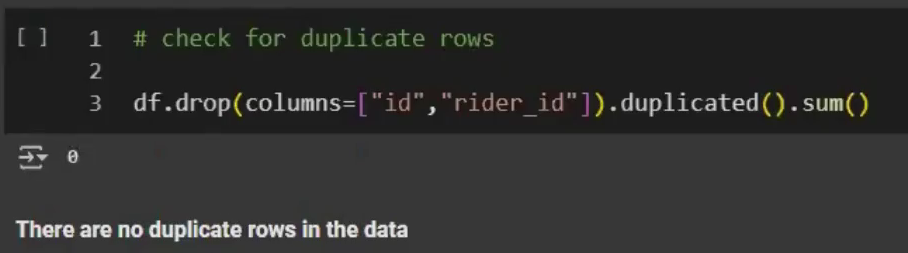 [ ] 1 # check for duplicate rows
2
3 df.drop(columns=["id","rider_id"]).duplicated().sum()
0
There are no duplicate rows in the data